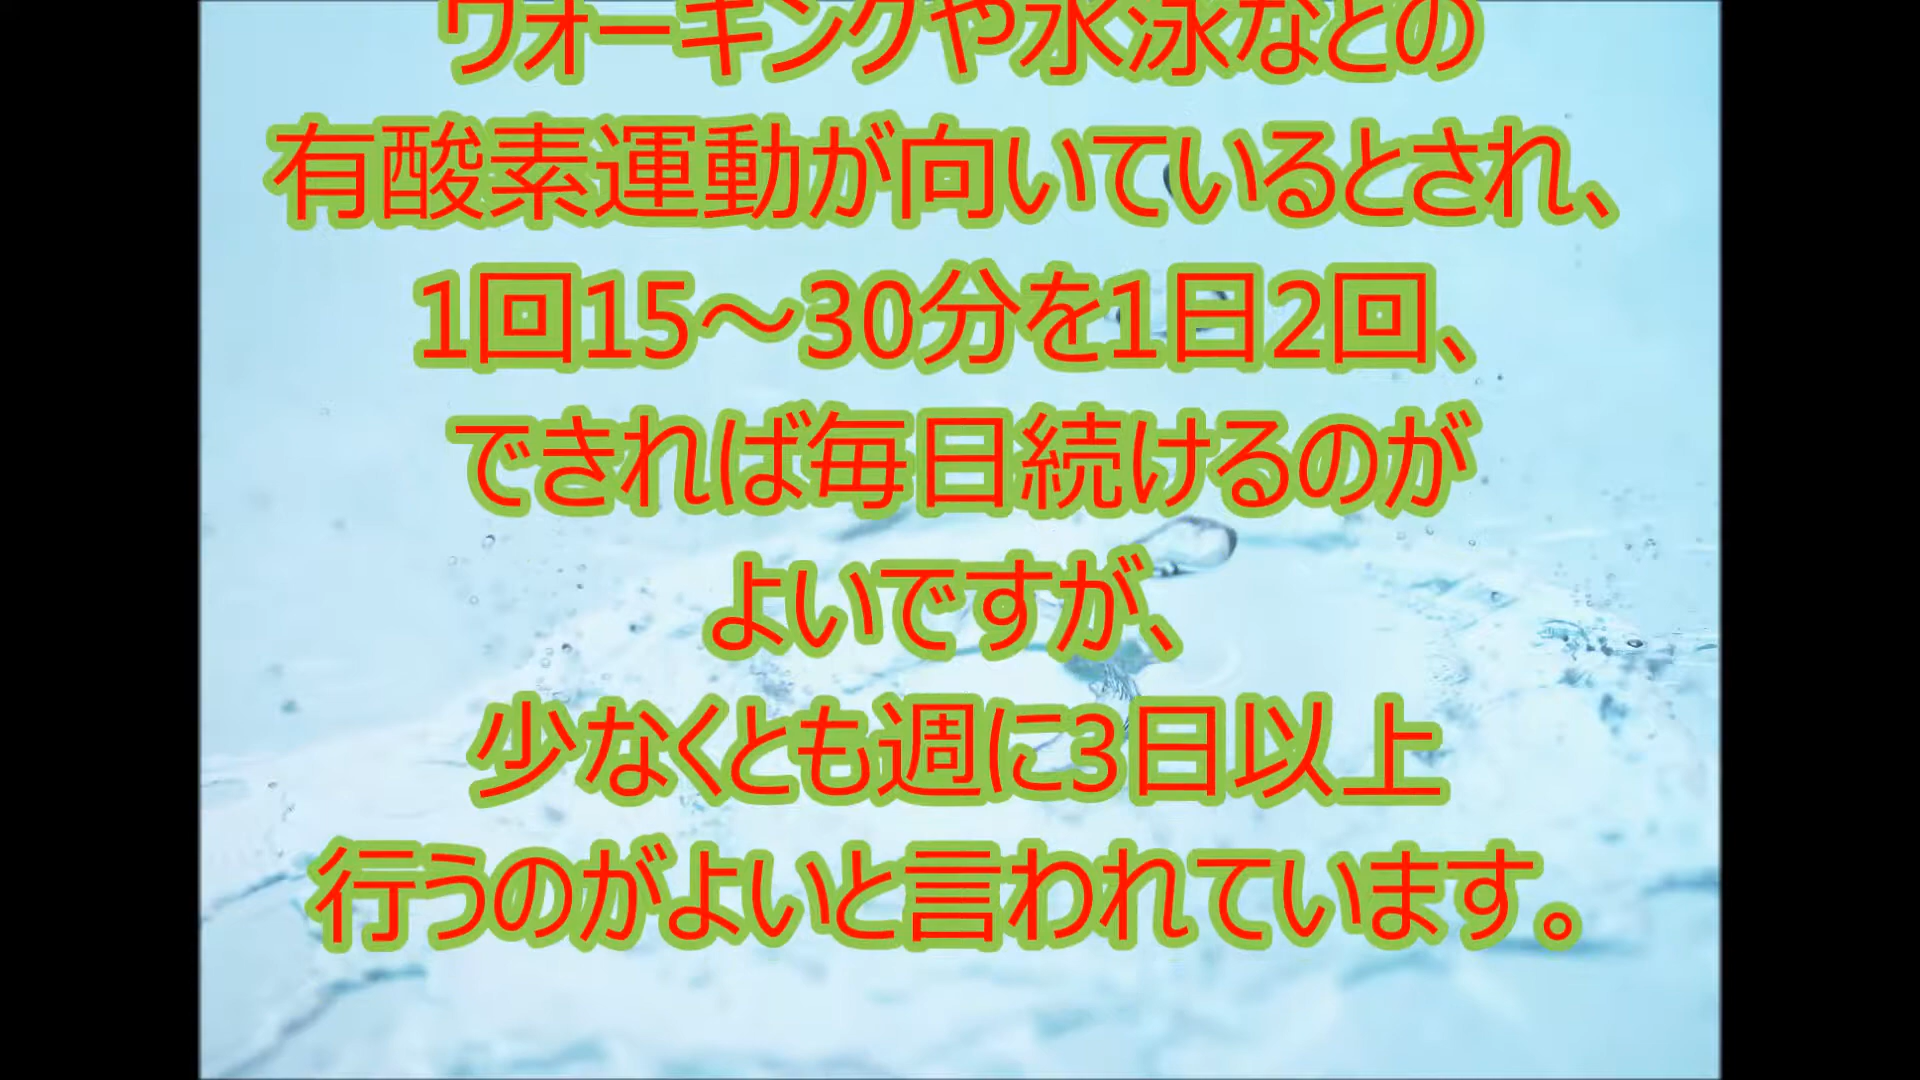 ウォーキングや水泳などの
有酸素運動が向いているとされ、
1回15～30分を1日2回、
できれば毎日続けるのが
よいですが、
少なくとも週に3日以上
行うのがよいと言われています。